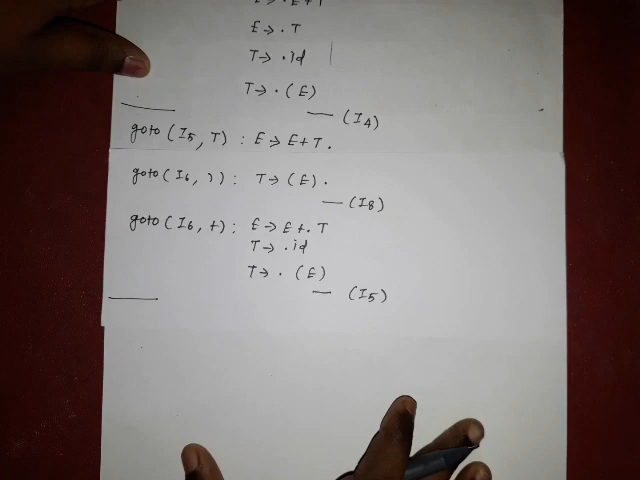 E → · E + T
E → · T
T → · id
T → · (E)
— (I4)
goto (I5, T) : E → E + T .
goto (I6, )) : T → (E) .
— (I8)
goto (I6, +) : E → E + . T
T → . id
T → . (E)
— (I5)